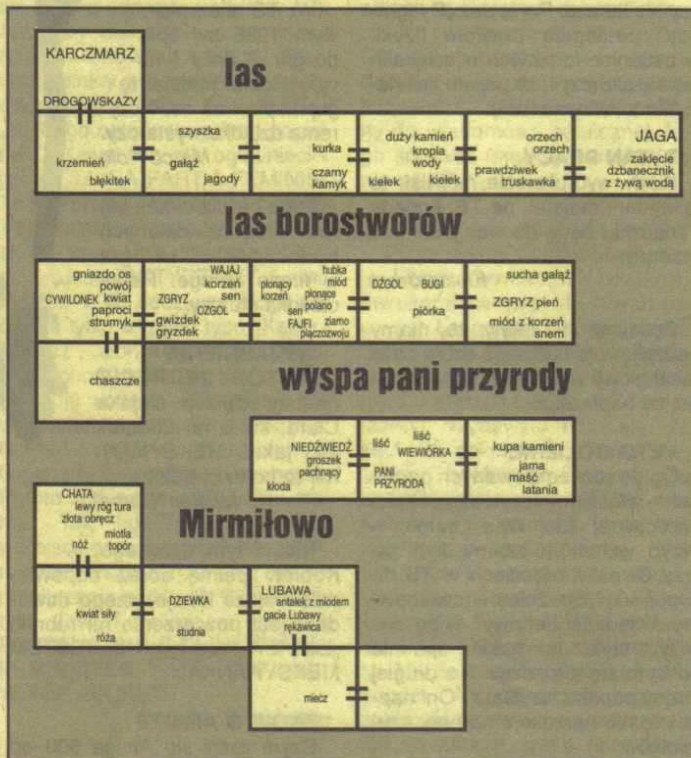 las
KARCZMARZ
DROGOWSKAZY
krzemień
błękitek
szyszka
gałąź
jagody
kurka
czarny
kamyk
duży kamień
kropla
wody
kiełek
kiełek
orzech
orzech
prawdziwek
truskawka
JAGA
zaklęcie
dzbanecznik
z żywą wodą
las borostworów
gniazdo os
powój
CYWILONEK
kwiat
paproci
strumyk
chaszcze
WAJAJ
korzeń
sen
ZGRYZ
OZGOL
gwizdek
gryzdek
hubka
miód
płonący
korzeń
płonące
polano
sen
FAJFI
ziarno
płączozwoju
DŻGOL
BUGI
piórka
sucha gałąź
ZGRYZ pień
miód z korzeń
snem
wyspa pani przyrody
NIEDŹWIEDŹ
groszek
pachnący
kłoda
liść
liść
WIEWIÓRKA
PANI
PRZYRODA
kupa kamieni
jama
maść
latania
Mirmiłowo
CHATA
lewy róg tura
złota obręcz
miotła
topór
nóż
kwiat siły
róża
DZIEWKA
studnia
LUBAWA
antałek z miodem
gacie Lubawy
rękawica
miecz